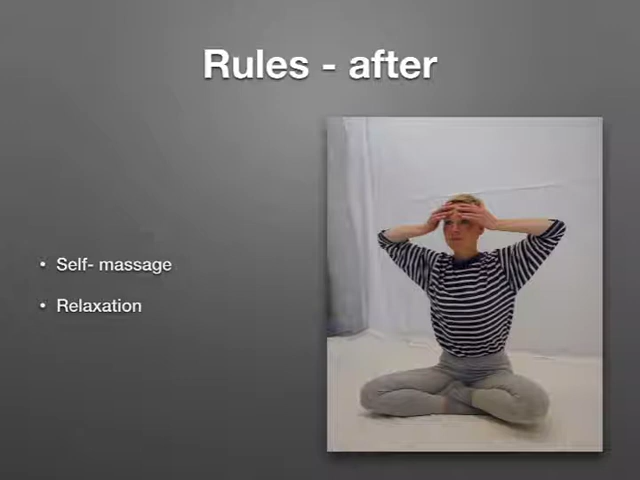 Rules - after
• Self- massage
• Relaxation